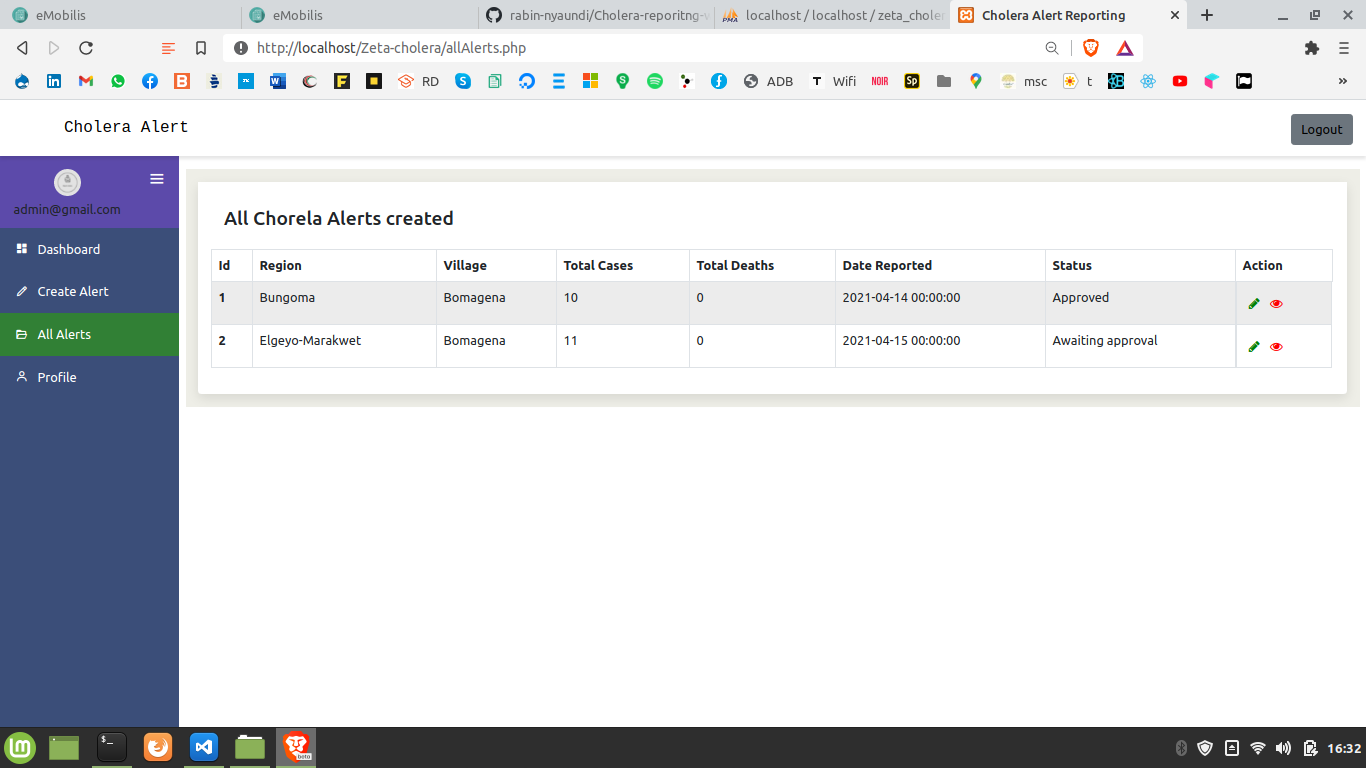 eMobilis
eMobilis
rabin-nyaundi/Cholera-reporitng-w
localhost / localhost / zeta_choler
Cholera Alert Reporting
http://localhost/Zeta-cholera/allAlerts.php
RD
ADB
Wifi
NOIR
Sp
msc
t
»
Cholera Alert
Logout
admin@gmail.com
Dashboard
Create Alert
All Alerts
Profile
All Chorela Alerts created
Id Region Village Total Cases Total Deaths Date Reported Status Action
1 Bungoma Bomagena 10 0 2021-04-14 00:00:00 Approved
2 Elgeyo-Marakwet Bomagena 11 0 2021-04-15 00:00:00 Awaiting approval
16:32